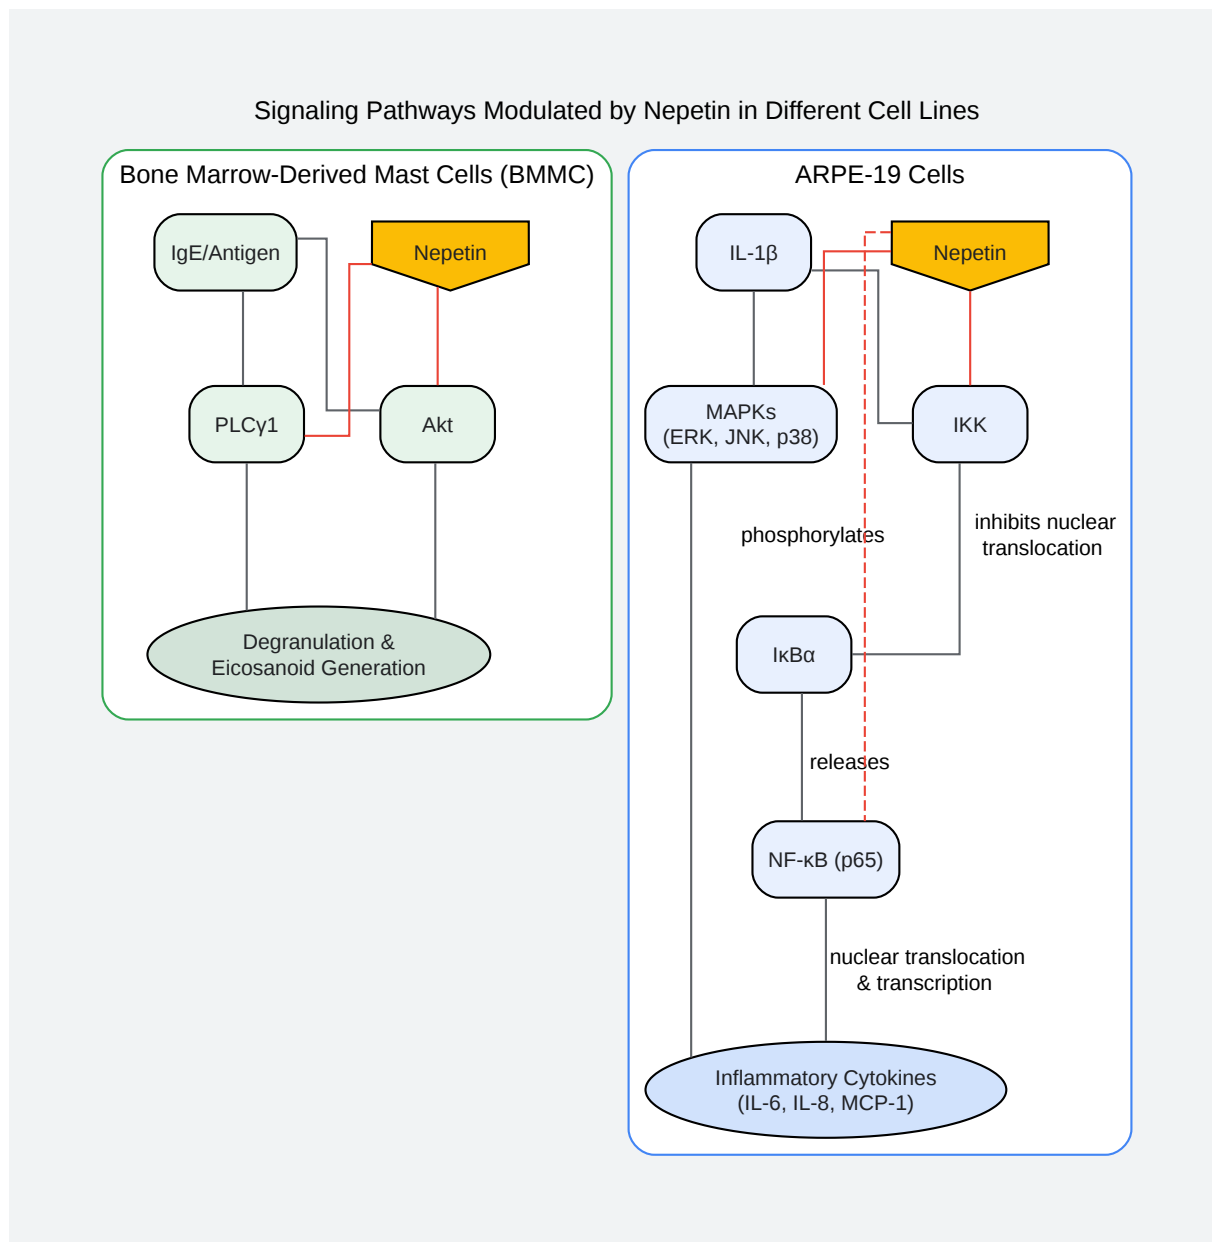 Signaling Pathways Modulated by Nepetin in Different Cell Lines
Bone Marrow-Derived Mast Cells (BMMC)
IgE/Antigen
Nepetin
PLCγ1
Akt
Degranulation &
Eicosanoid Generation
ARPE-19 Cells
IL-1β
Nepetin
MAPKs
(ERK, JNK, p38)
IKK
phosphorylates
inhibits nuclear
translocation
IκBα
releases
NF-κB (p65)
nuclear translocation
& transcription
Inflammatory Cytokines
(IL-6, IL-8, MCP-1)